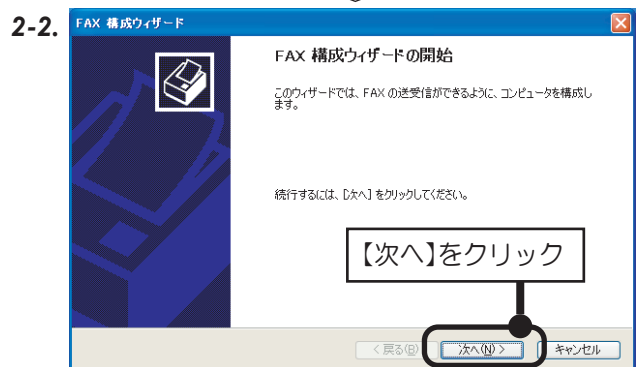 2-2.
FAX 構成ウィザード
FAX 構成ウィザードの開始
このウィザードでは、FAX の送受信ができるように、コンピュータを構成し
ます。
続行するには、[次へ] をクリックしてください。
【次へ】をクリック
< 戻る(B)
次へ(N) >
キャンセル